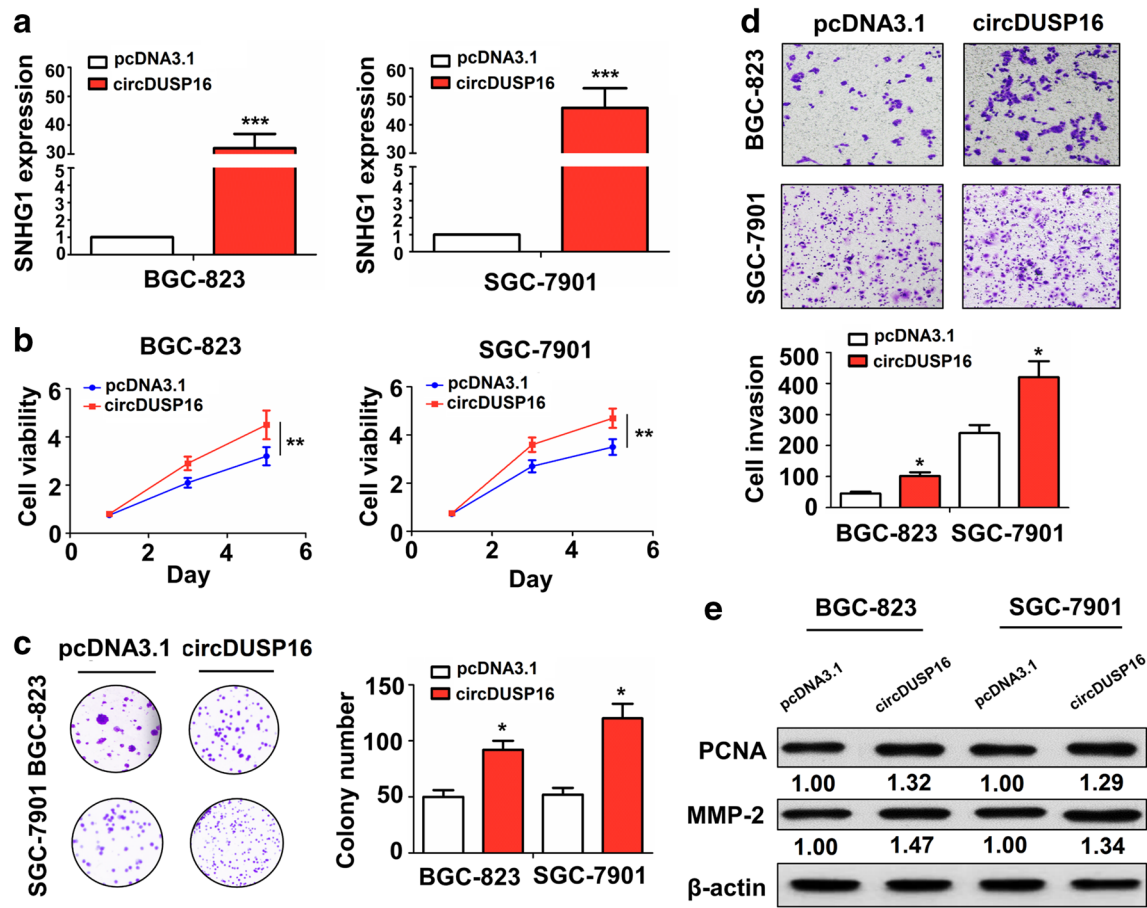 a
pcDNA3.1
circDUSP16
SNHG1 expression
60
50
40
30
5
4
3
2
1
0
***
BGC-823
pcDNA3.1
circDUSP16
SNHG1 expression
60
50
40
30
5
4
3
2
1
0
***
SGC-7901
b
BGC-823
pcDNA3.1
circDUSP16
Cell viability
6
4
2
0
**
0 2 4 6
Day
SGC-7901
pcDNA3.1
circDUSP16
Cell viability
6
4
2
0
**
0 2 4 6
Day
c
pcDNA3.1 circDUSP16
BGC-823
SGC-7901
pcDNA3.1
circDUSP16
Colony number
150
100
50
0
* *
BGC-823 SGC-7901
d
pcDNA3.1 circDUSP16
BGC-823
SGC-7901
pcDNA3.1
circDUSP16
Cell invasion
500
400
300
200
100
0
* *
BGC-823 SGC-7901
e
BGC-823 SGC-7901
pcDNA3.1 circDUSP16 pcDNA3.1 circDUSP16
PCNA
1.00 1.32 1.00 1.29
MMP-2
1.00 1.47 1.00 1.34
β-actin